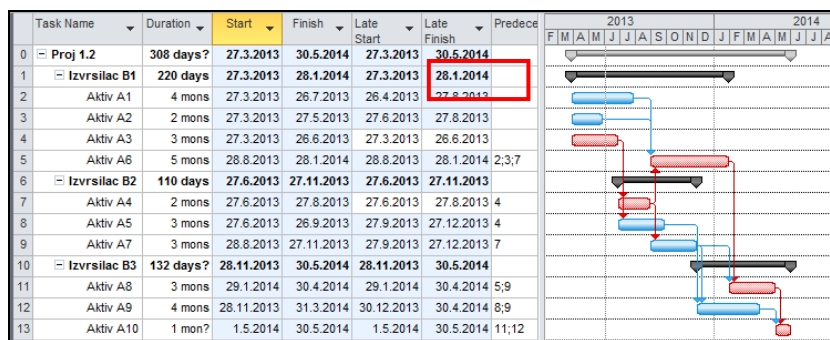 Task Name Duration Start Finish Late Start Late Finish Predece 2013 2014
F M A M J J A S O N D J F M A M J J A
0 Proj 1.2 308 days? 27.3.2013 30.5.2014 27.3.2013 30.5.2014
1 Izvrsilac B1 220 days 27.3.2013 28.1.2014 27.3.2013 28.1.2014
2 Aktiv A1 4 mons 27.3.2013 26.7.2013 26.4.2013 27.8.2013
3 Aktiv A2 2 mons 27.3.2013 27.5.2013 27.6.2013 27.8.2013
4 Aktiv A3 3 mons 27.3.2013 26.6.2013 27.3.2013 26.6.2013
5 Aktiv A6 5 mons 28.8.2013 28.1.2014 28.8.2013 28.1.2014 2;3;7
6 Izvrsilac B2 110 days 27.6.2013 27.11.2013 27.6.2013 27.11.2013
7 Aktiv A4 2 mons 27.6.2013 27.8.2013 27.6.2013 27.8.2013 4
8 Aktiv A5 3 mons 27.6.2013 26.9.2013 27.9.2013 27.12.2013 4
9 Aktiv A7 3 mons 28.8.2013 27.11.2013 27.9.2013 27.12.2013 7
10 Izvrsilac B3 132 days? 28.11.2013 30.5.2014 28.11.2013 30.5.2014
11 Aktiv A8 3 mons 29.1.2014 30.4.2014 29.1.2014 30.4.2014 5;9
12 Aktiv A9 4 mons 28.11.2013 31.3.2014 30.12.2013 30.4.2014 8;9
13 Aktiv A10 1 mon? 1.5.2014 30.5.2014 1.5.2014 30.5.2014 11;12